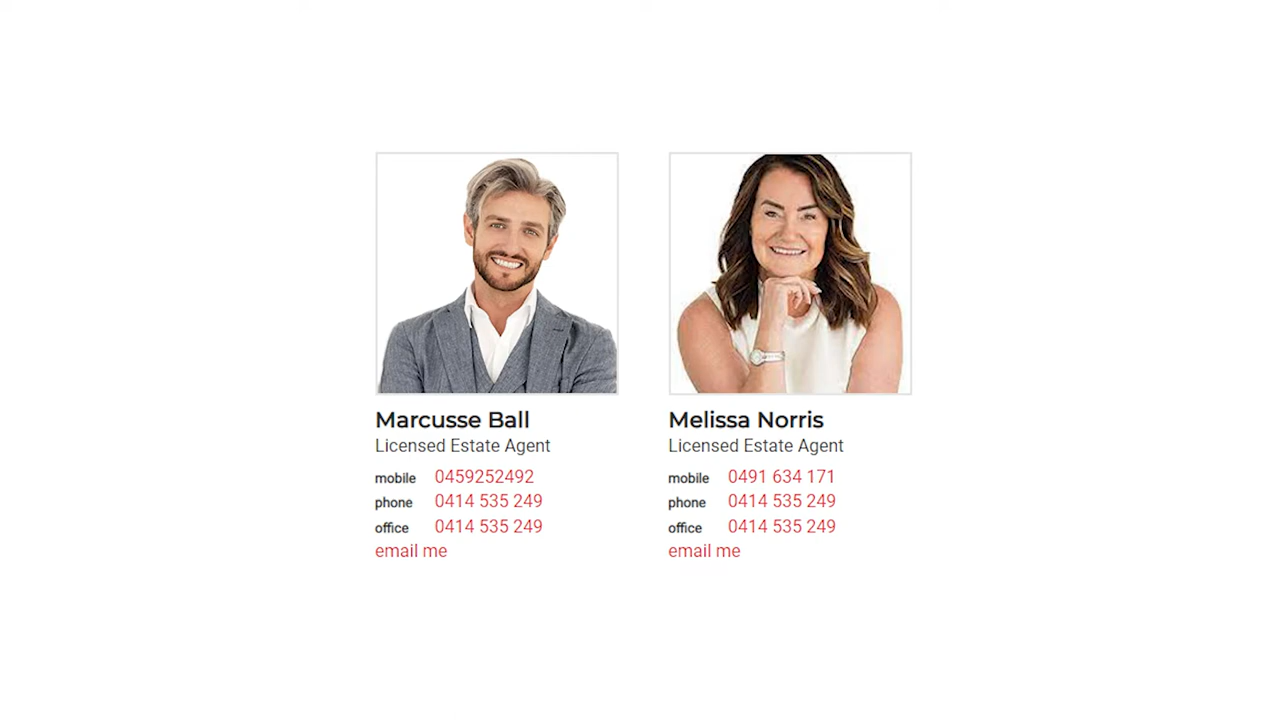 Marcusse Ball
Licensed Estate Agent
mobile 0459252492
phone 0414 535 249
office 0414 535 249
email me
Melissa Norris
Licensed Estate Agent
mobile 0491 634 171
phone 0414 535 249
office 0414 535 249
email me